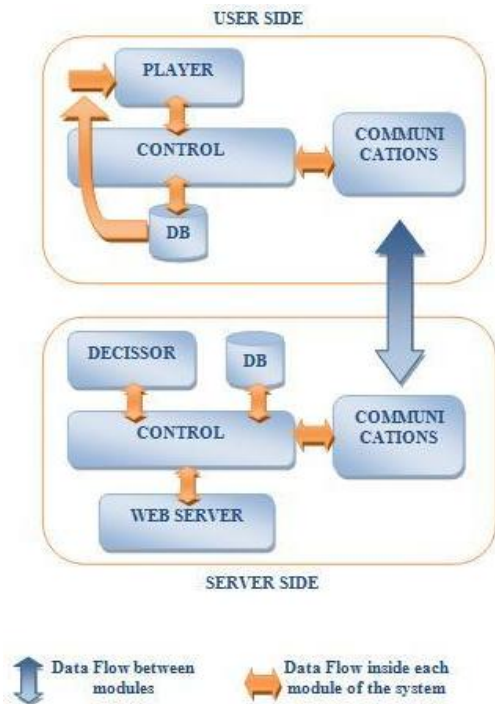 USER SIDE
PLAYER
CONTROL
COMMUNI
CATIONS
DB
DECISSOR
DB
CONTROL
COMMUNI
CATIONS
WEB SERVER
SERVER SIDE
Data Flow between
modules
Data Flow inside each
module of the system